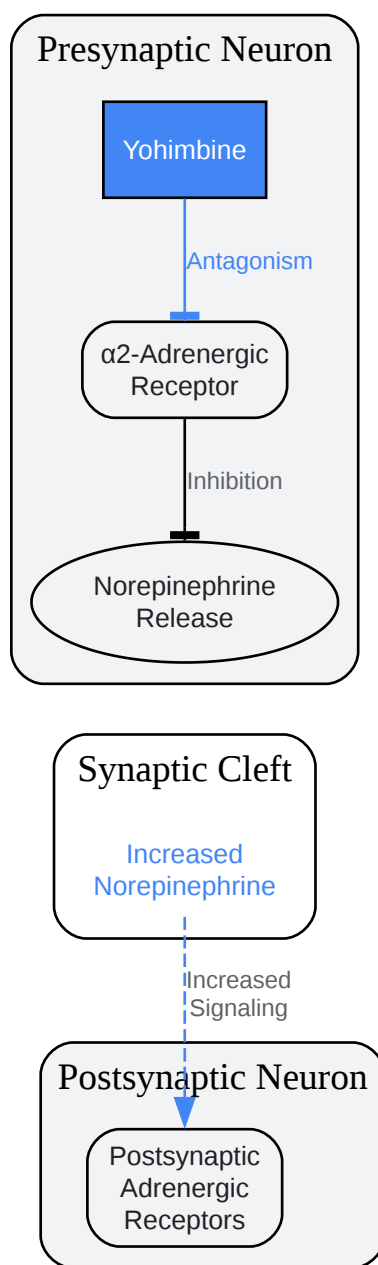 Presynaptic Neuron
Yohimbine
Antagonism
α2-Adrenergic
Receptor
Inhibition
Norepinephrine
Release
Synaptic Cleft
Increased
Norepinephrine
Increased
Signaling
Postsynaptic Neuron
Postsynaptic
Adrenergic
Receptors